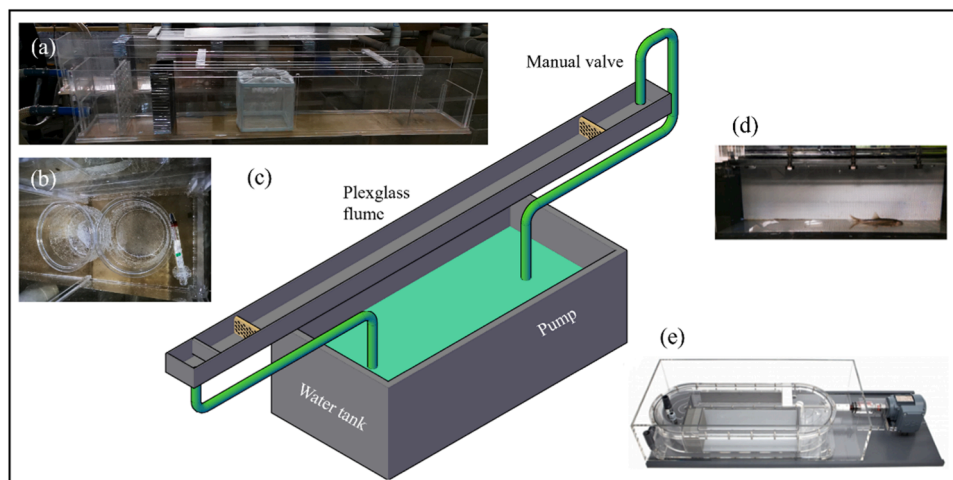 (a)
Manual valve
(d)
(b)
(c)
Plexglass
flume
Pump
(e)
Water tank